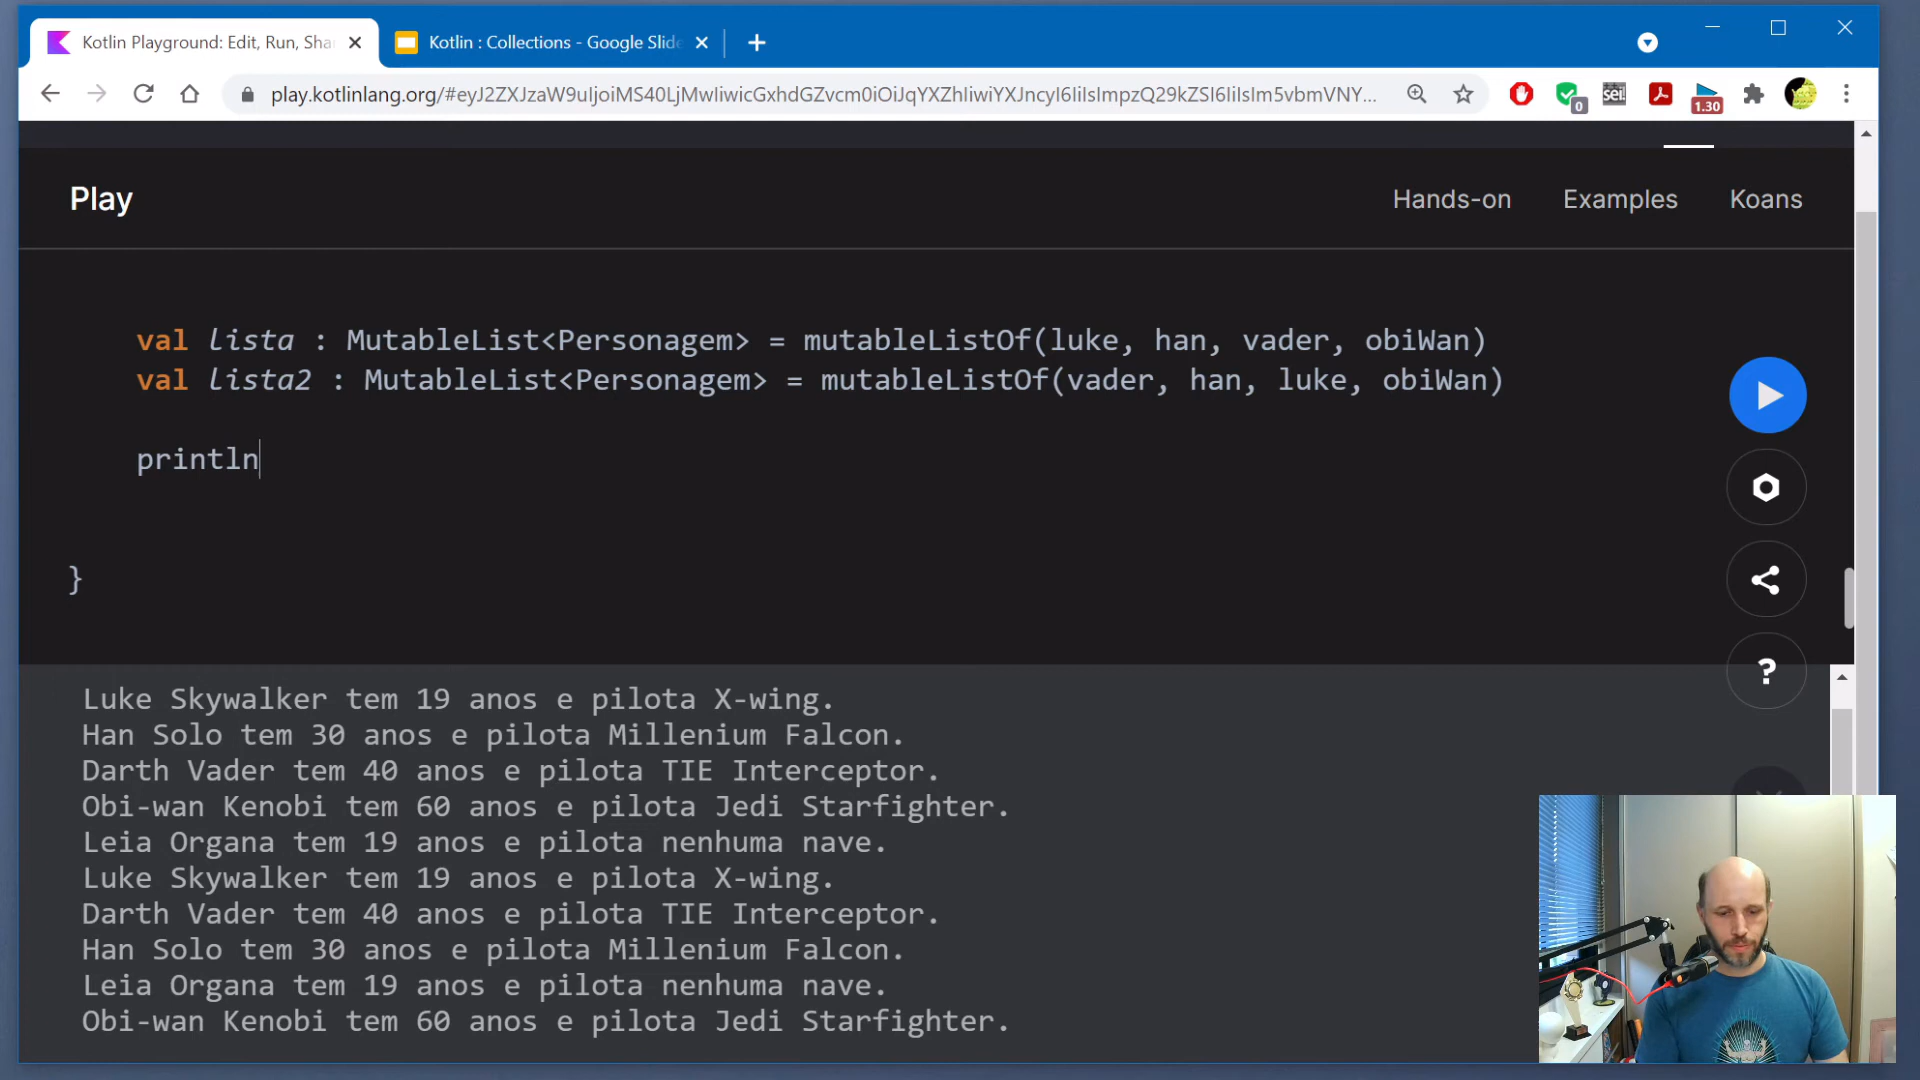 Kotlin Playground: Edit, Run, Sha
Kotlin : Collections - Google Slide
play.kotlinlang.org/#eyJ2ZXJzaW9uIjoiMS40LjMwIiwicGxhdGZvcm0iOiJqYXZhIiwiYXJncyI6IiIsImpzQ29kZSI6IiIsIm5vbmVNY...
0
sei!
1.30
Play
Hands-on
Examples
Koans
val lista : MutableList<Personagem> = mutableListOf(luke, han, vader, obiWan)
val lista2 : MutableList<Personagem> = mutableListOf(vader, han, luke, obiWan)
println
}
?
Luke Skywalker tem 19 anos e pilota X-wing.
Han Solo tem 30 anos e pilota Millenium Falcon.
Darth Vader tem 40 anos e pilota TIE Interceptor.
Obi-wan Kenobi tem 60 anos e pilota Jedi Starfighter.
Leia Organa tem 19 anos e pilota nenhuma nave.
Luke Skywalker tem 19 anos e pilota X-wing.
Darth Vader tem 40 anos e pilota TIE Interceptor.
Han Solo tem 30 anos e pilota Millenium Falcon.
Leia Organa tem 19 anos e pilota nenhuma nave.
Obi-wan Kenobi tem 60 anos e pilota Jedi Starfighter.